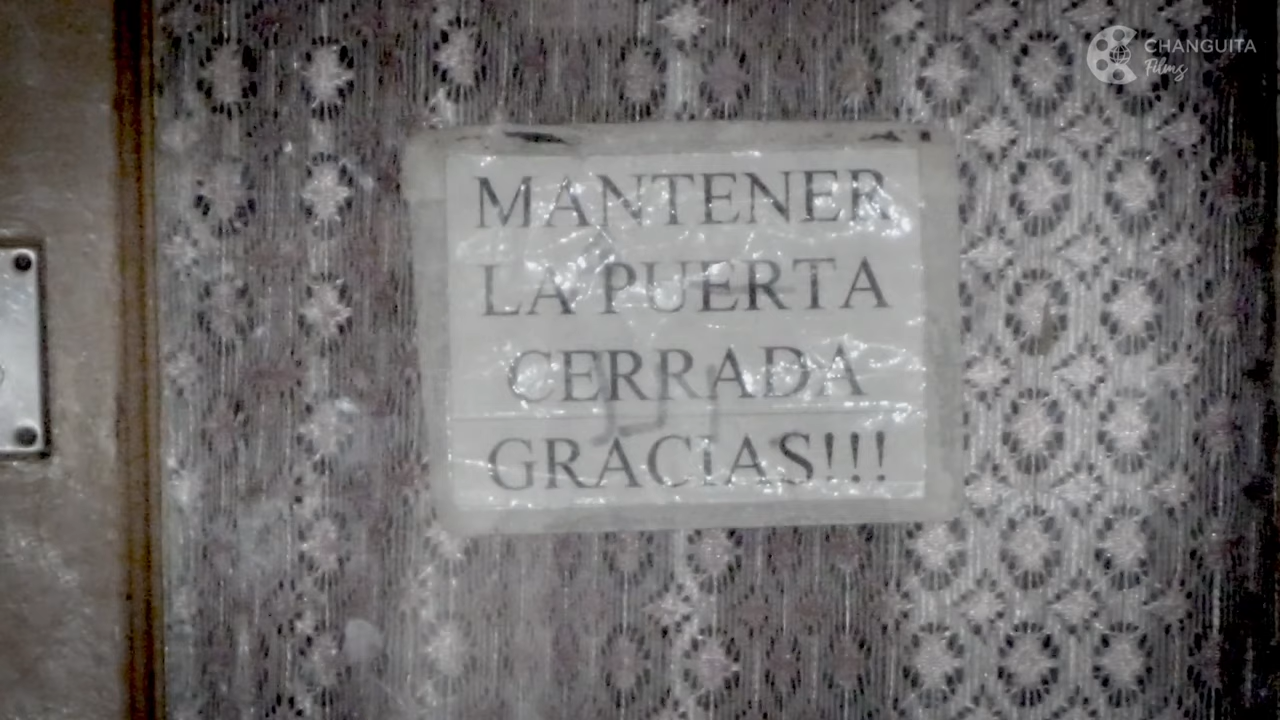 CHANGUITA
Films
MANTENER
LA PUERTA
CERRADA
GRACIAS!!!